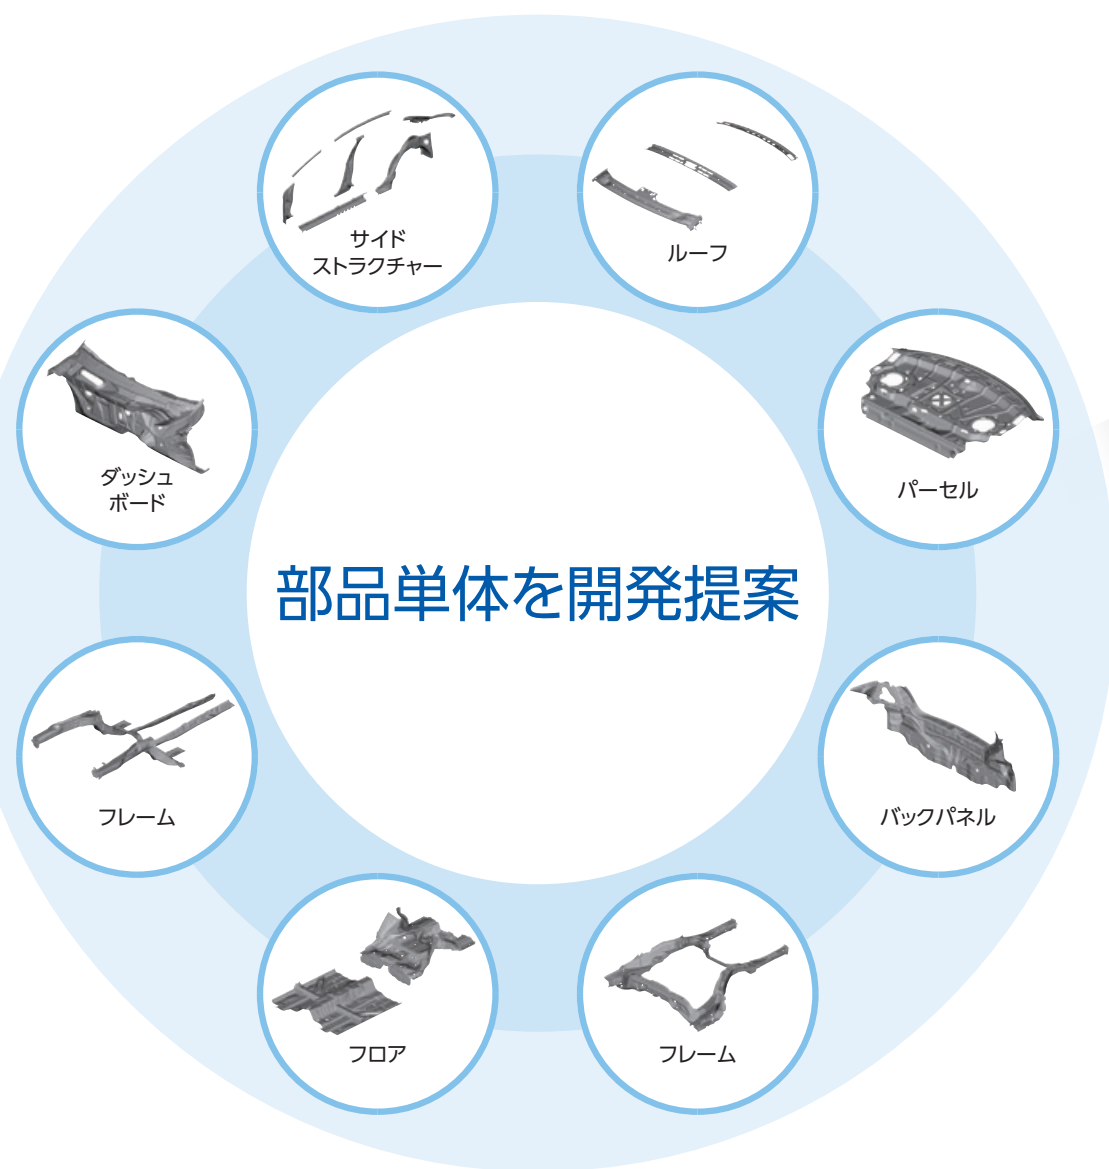 サイド
ストラクチャー
ルーフ
ダッシュ
ボード
パーセル
部品単体を開発提案
フレーム
バックパネル
フロア
フレーム